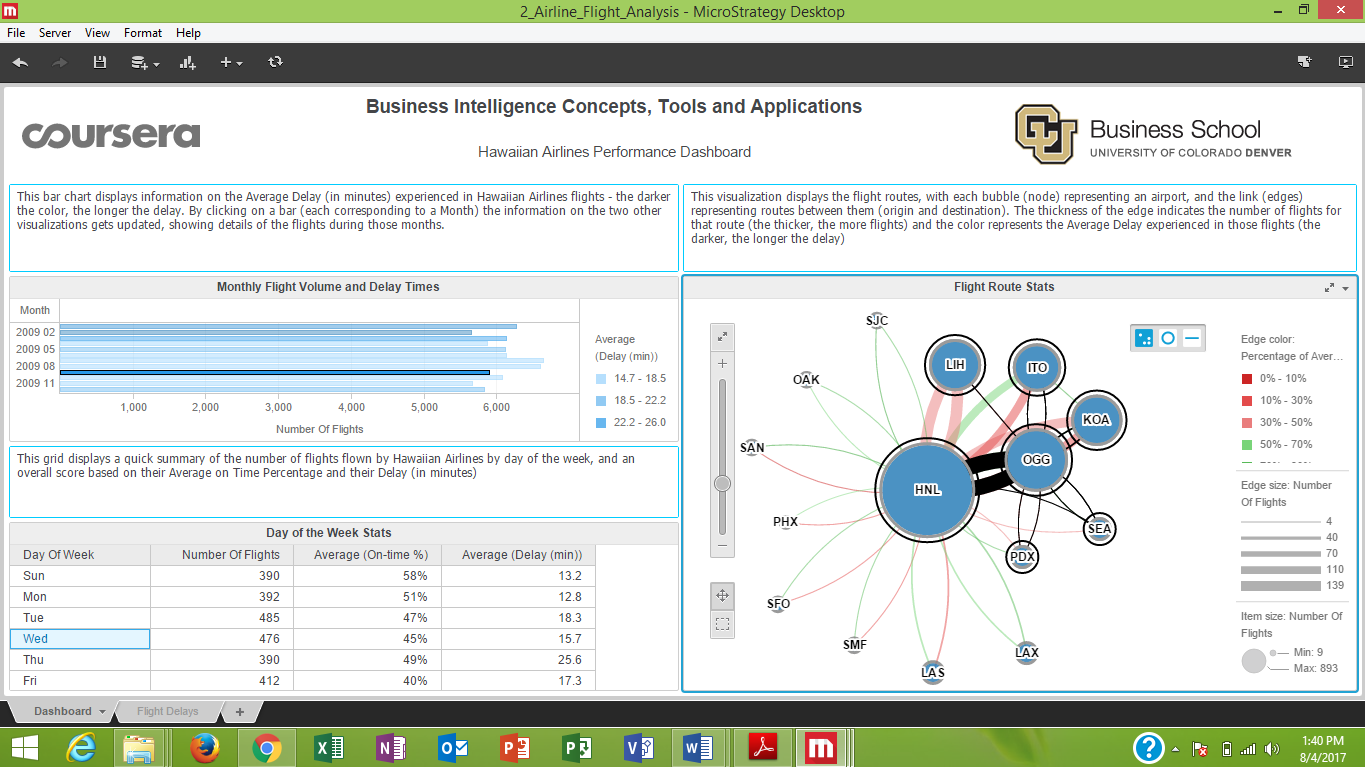 2_Airline_Flight_Analysis - MicroStrategy Desktop
File Server View Format Help
Business Intelligence Concepts, Tools and Applications
coursera
Hawaiian Airlines Performance Dashboard
Business School
UNIVERSITY OF COLORADO DENVER
This bar chart displays information on the Average Delay (in minutes) experienced in Hawaiian Airlines flights - the darker
the color, the longer the delay. By clicking on a bar (each corresponding to a Month) the information on the two other
visualizations gets updated, showing details of the flights during those months.
This visualization displays the flight routes, with each bubble (node) representing an airport, and the link (edges)
representing routes between them (origin and destination). The thickness of the edge indicates the number of flights for
that route (the thicker, the more flights) and the color represents the Average Delay experienced in those flights (the
darker, the longer the delay)
Monthly Flight Volume and Delay Times
Month
2009 02
2009 05
2009 08
2009 11
1,000 2,000 3,000 4,000 5,000 6,000
Number Of Flights
Average
(Delay (min))
14.7 - 18.5
18.5 - 22.2
22.2 - 26.0
This grid displays a quick summary of the number of flights flown by Hawaiian Airlines by day of the week, and an
overall score based on their Average on Time Percentage and their Delay (in minutes)
Day of the Week Stats
Day Of Week Number Of Flights Average (On-time %) Average (Delay (min))
Sun 390 58% 13.2
Mon 392 51% 12.8
Tue 485 47% 18.3
Wed 476 45% 15.7
Thu 390 49% 25.6
Fri 412 40% 17.3
Flight Route Stats
SJC
LIH
ITO
OAK
KOA
SAN
OGG
HNL
PHX
SEA
PDX
SFO
SMF
LAX
LAS
Edge color:
Percentage of Aver...
0% - 10%
10% - 30%
30% - 50%
50% - 70%
Edge size: Number
Of Flights
4
40
70
110
139
Item size: Number Of
Flights
Min: 9
Max: 893
Dashboard Flight Delays +
1:40 PM
8/4/2017